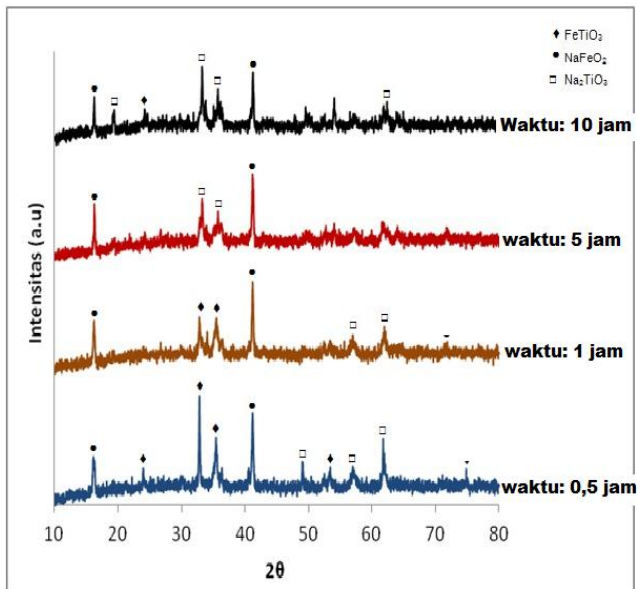 FeTiO₃
NaFeO₂
Na₂TiO₃
Waktu: 10 jam
waktu: 5 jam
Intensitas (a.u)
waktu: 1 jam
waktu: 0,5 jam
10 20 30 40 50 60 70 80
2θ